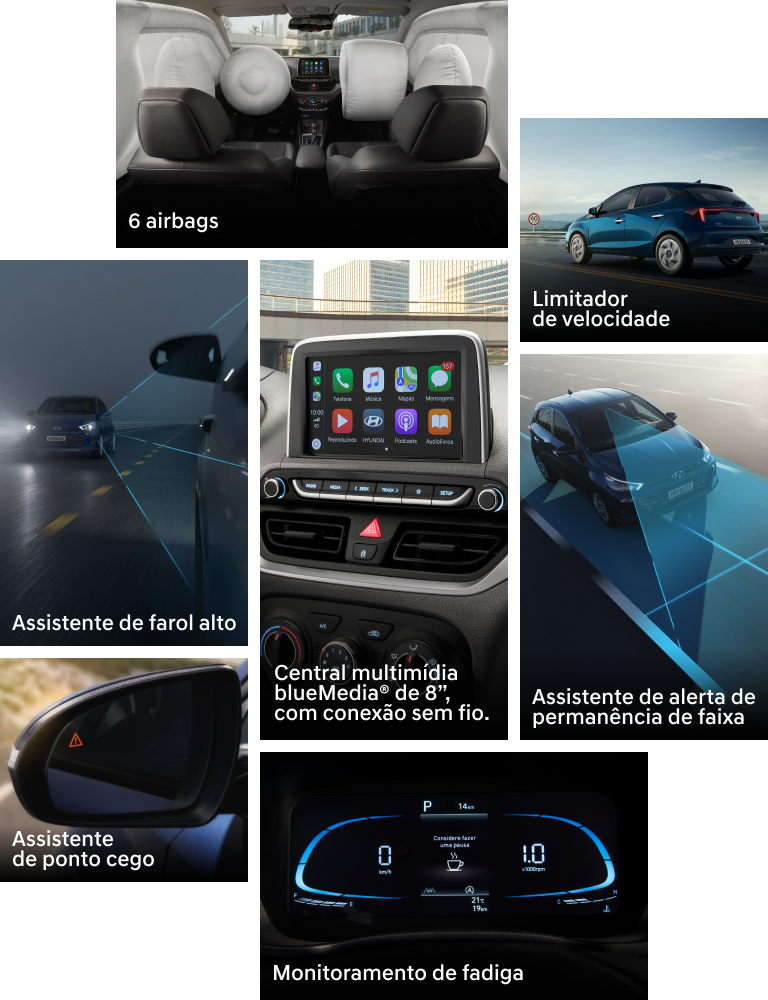 6 airbags
60
Limitador
de velocidade
Assistente de farol alto
157
Telefone Música Mapas Mensagens
10:00
4G
Reproduzindo HYUNDAI Podcasts Audiolivros
RADIO MEDIA < SEEK TRACK > SETUP
A/C
Central multimídia
blueMedia® de 8”,
com conexão sem fio.
Assistente de alerta de
permanência de faixa
Assistente
de ponto cego
P 14km
Considere fazer
uma pausa
0 1.0
km/h x1000rpm
A
F E C H
21°C
19km
Monitoramento de fadiga